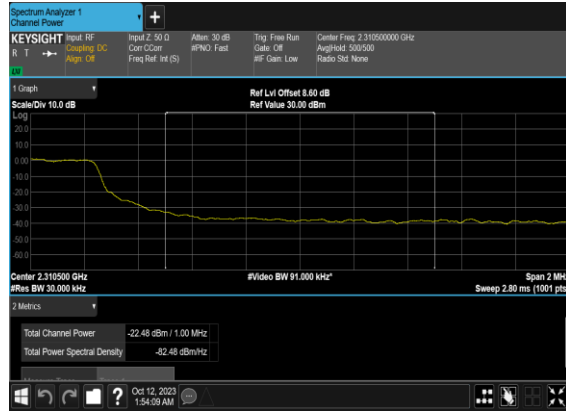 Spectrum Analyzer 1
Channel Power
+
KEYSIGHT Input: RF
R T
Coupling: DC
Align: Off
Input Z: 50 Ω
Corr CCorr
Freq Ref: Int (S)
Atten: 30 dB
#PNO: Fast
Trig: Free Run
Gate: Off
#IF Gain: Low
Center Freq: 2.310500000 GHz
Avg|Hold: 500/500
Radio Std: None
1 Graph
Scale/Div 10.0 dB
Ref Lvl Offset 8.60 dB
Ref Value 30.00 dBm
Log
20.0
10.0
0.00
-10.0
-20.0
-30.0
-40.0
-50.0
-60.0
Center 2.310500 GHz
#Video BW 91.000 kHz*
Span 2 MH
#Res BW 30.000 kHz
Sweep 2.80 ms (1001 pts
2 Metrics
Total Channel Power -22.48 dBm / 1.00 MHz
Total Power Spectral Density -82.48 dBm/Hz
?
Oct 12, 2023
1:54:09 AM